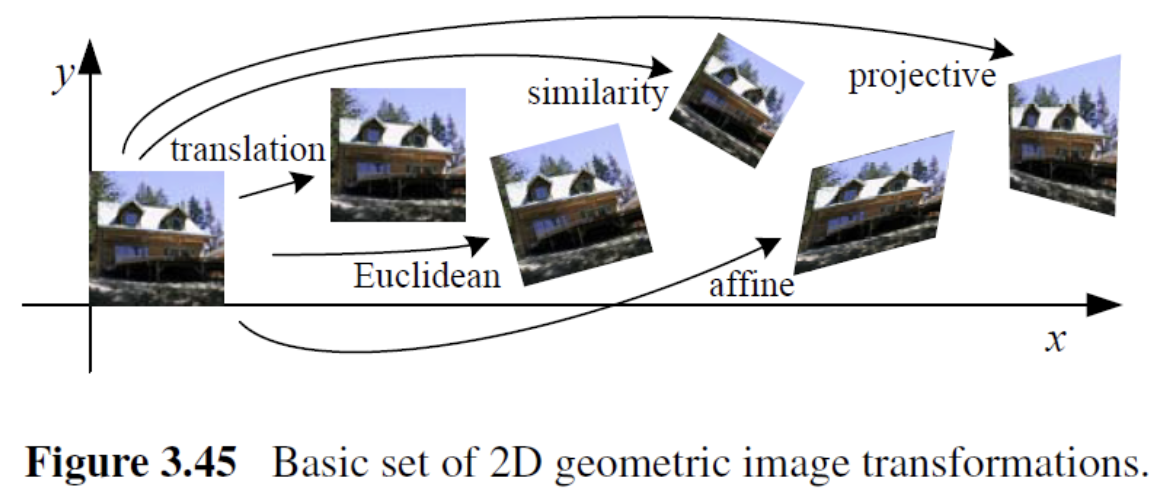 y
similarity
projective
translation
Euclidean
affine
x
Figure 3.45 Basic set of 2D geometric image transformations.